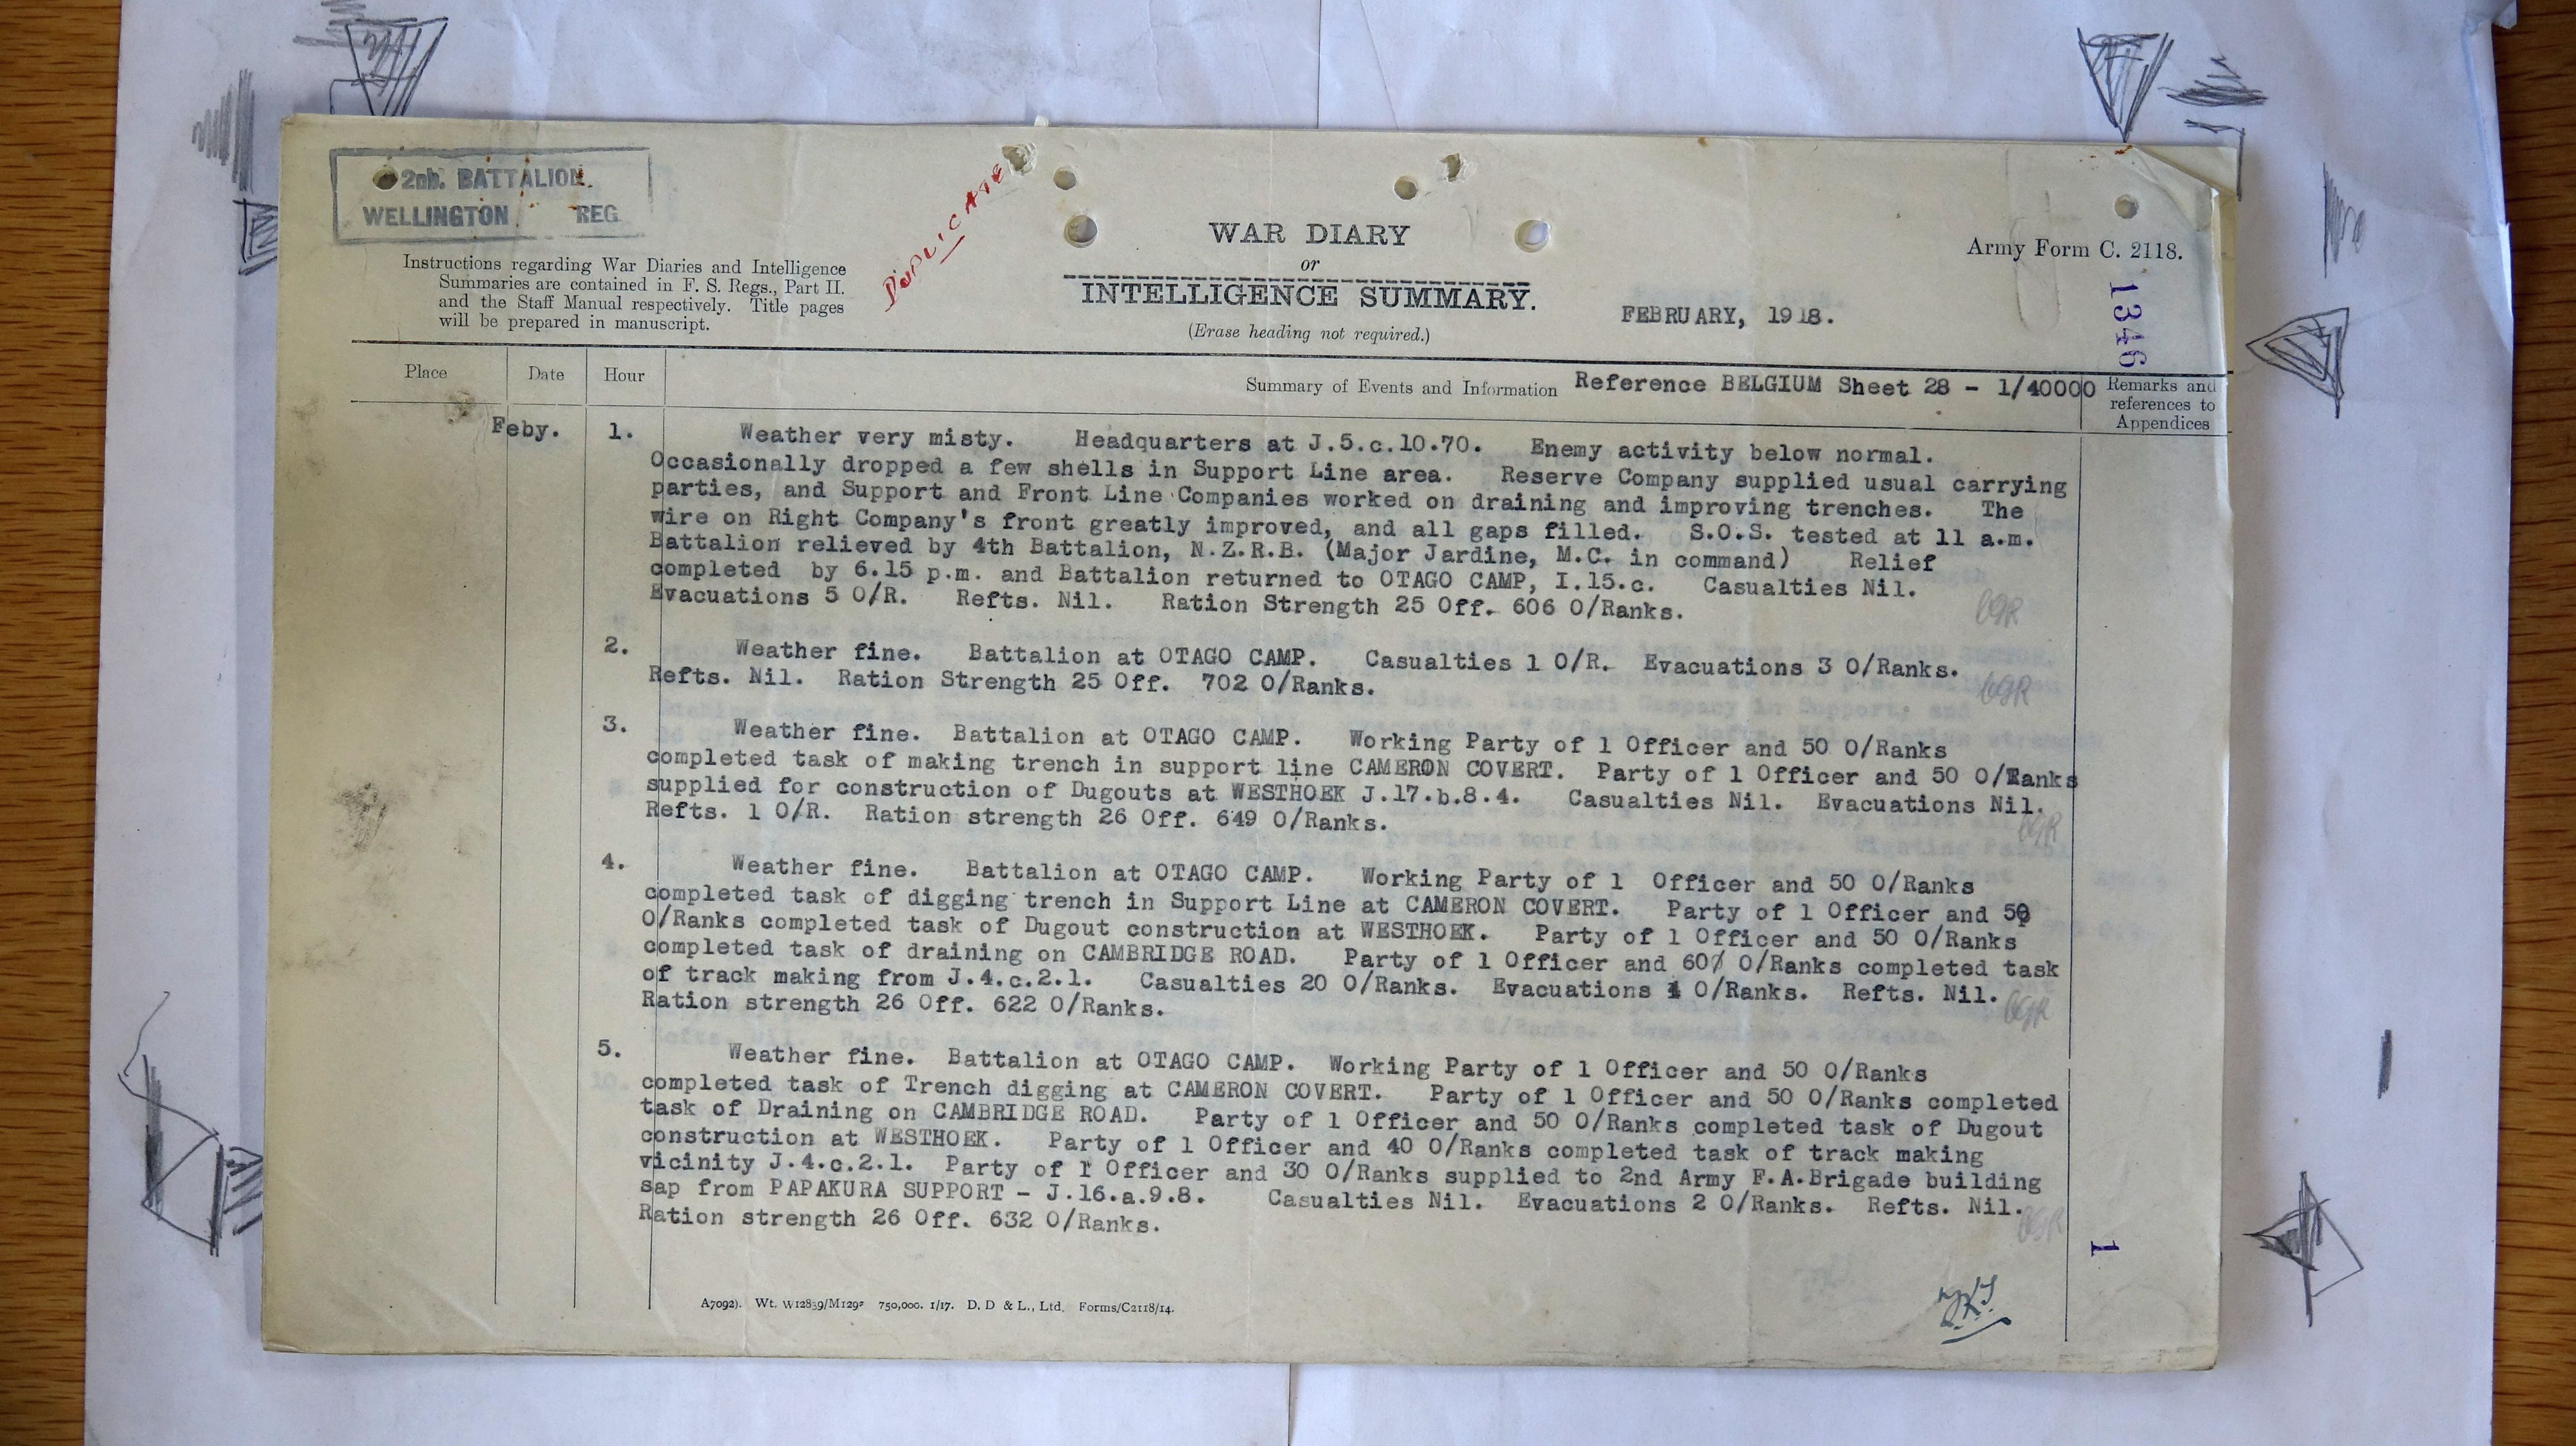 2nd. BATTALION.
WELLINGTON REG
DUPLICATE
Instructions regarding War Diaries and Intelligence
Summaries are contained in F. S. Regs., Part II.
and the Staff Manual respectively. Title pages
will be prepared in manuscript.
WAR DIARY
or
INTELLIGENCE SUMMARY.
(Erase heading not required.)
FEBRUARY, 1918.
Army Form C. 2118.
1346
Place
Date
Hour
Summary of Events and Information
Reference BELGIUM Sheet 28 - 1/40000
Remarks and
references to
Appendices
Feby. 1. Weather very misty. Headquarters at J.5.c.10.70. Enemy activity below normal.
Occasionally dropped a few shells in Support Line area. Reserve Company supplied usual carrying
parties, and Support and Front Line Companies worked on draining and improving trenches. The
wire on Right Company's front greatly improved, and all gaps filled. S.O.S. tested at 11 a.m.
Battalion relieved by 4th Battalion, N.Z.R.B. (Major Jardine, M.C. in command) Relief
completed by 6.15 p.m. and Battalion returned to OTAGO CAMP, I.15.c. Casualties Nil.
Evacuations 5 O/R. Refts. Nil. Ration Strength 25 Off. 606 O/Ranks.
2. Weather fine. Battalion at OTAGO CAMP. Casualties 1 O/R. Evacuations 3 O/Ranks.
Refts. Nil. Ration Strength 25 Off. 702 O/Ranks.
3. Weather fine. Battalion at OTAGO CAMP. Working Party of 1 Officer and 50 O/Ranks
completed task of making trench in support line CAMERON COVERT. Party of 1 Officer and 50 O/Ranks
supplied for construction of Dugouts at WESTHOEK J.17.b.8.4. Casualties Nil. Evacuations Nil.
Refts. 1 O/R. Ration strength 26 Off. 649 O/Ranks.
4. Weather fine. Battalion at OTAGO CAMP. Working Party of 1 Officer and 50 O/Ranks
completed task of digging trench in Support Line at CAMERON COVERT. Party of 1 Officer and 50
O/Ranks completed task of Dugout construction at WESTHOEK. Party of 1 Officer and 50 O/Ranks
completed task of draining on CAMBRIDGE ROAD. Party of 1 Officer and 60/ O/Ranks completed task
of track making from J.4.c.2.1. Casualties 20 O/Ranks. Evacuations 4 O/Ranks. Refts. Nil.
Ration strength 26 Off. 622 O/Ranks.
5. Weather fine. Battalion at OTAGO CAMP. Working Party of 1 Officer and 50 O/Ranks
completed task of Trench digging at CAMERON COVERT. Party of 1 Officer and 50 O/Ranks completed
task of Draining on CAMBRIDGE ROAD. Party of 1 Officer and 50 O/Ranks completed task of Dugout
construction at WESTHOEK. Party of 1 Officer and 40 O/Ranks completed task of track making
vicinity J.4.c.2.1. Party of 1 Officer and 30 O/Ranks supplied to 2nd Army F.A.Brigade building
sap from PAPAKURA SUPPORT - J.16.a.9.8. Casualties Nil. Evacuations 2 O/Ranks. Refts. Nil.
Ration strength 26 Off. 632 O/Ranks.
1
A7092). Wt. W12839/M1297 750,000. 1/17. D. D & L., Ltd. Forms/C2118/14.